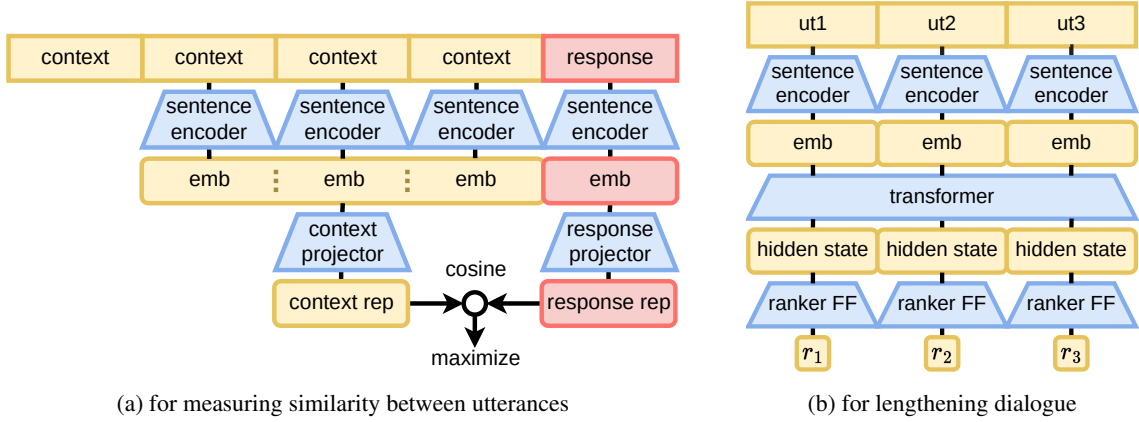 context context context context response
sentence encoder sentence encoder sentence encoder sentence encoder
emb emb emb emb
context projector response projector
cosine
context rep response rep
maximize
(a) for measuring similarity between utterances
ut1 ut2 ut3
sentence encoder sentence encoder sentence encoder
emb emb emb
transformer
hidden state hidden state hidden state
ranker FF ranker FF ranker FF
r₁ r₂ r₃
(b) for lengthening dialogue